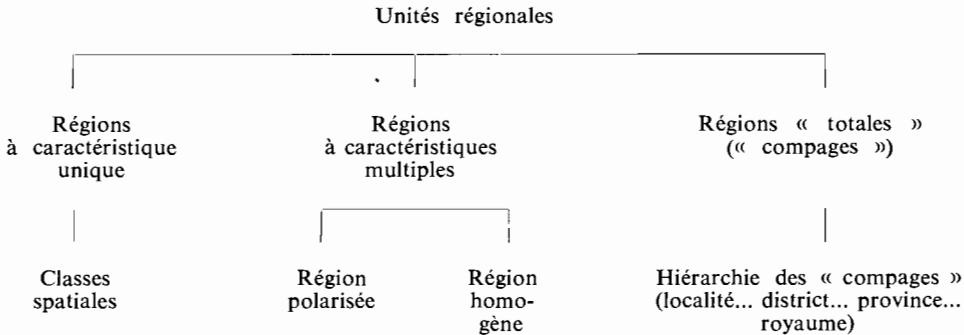 Unités régionales
Régions
à caractéristique
unique
Régions
à caractéristiques
multiples
Régions « totales »
(« compages »)
Classes
spatiales
Région
polarisée
Région
homo-
gène
Hiérarchie des « compages »
(localité... district... province...
royaume)